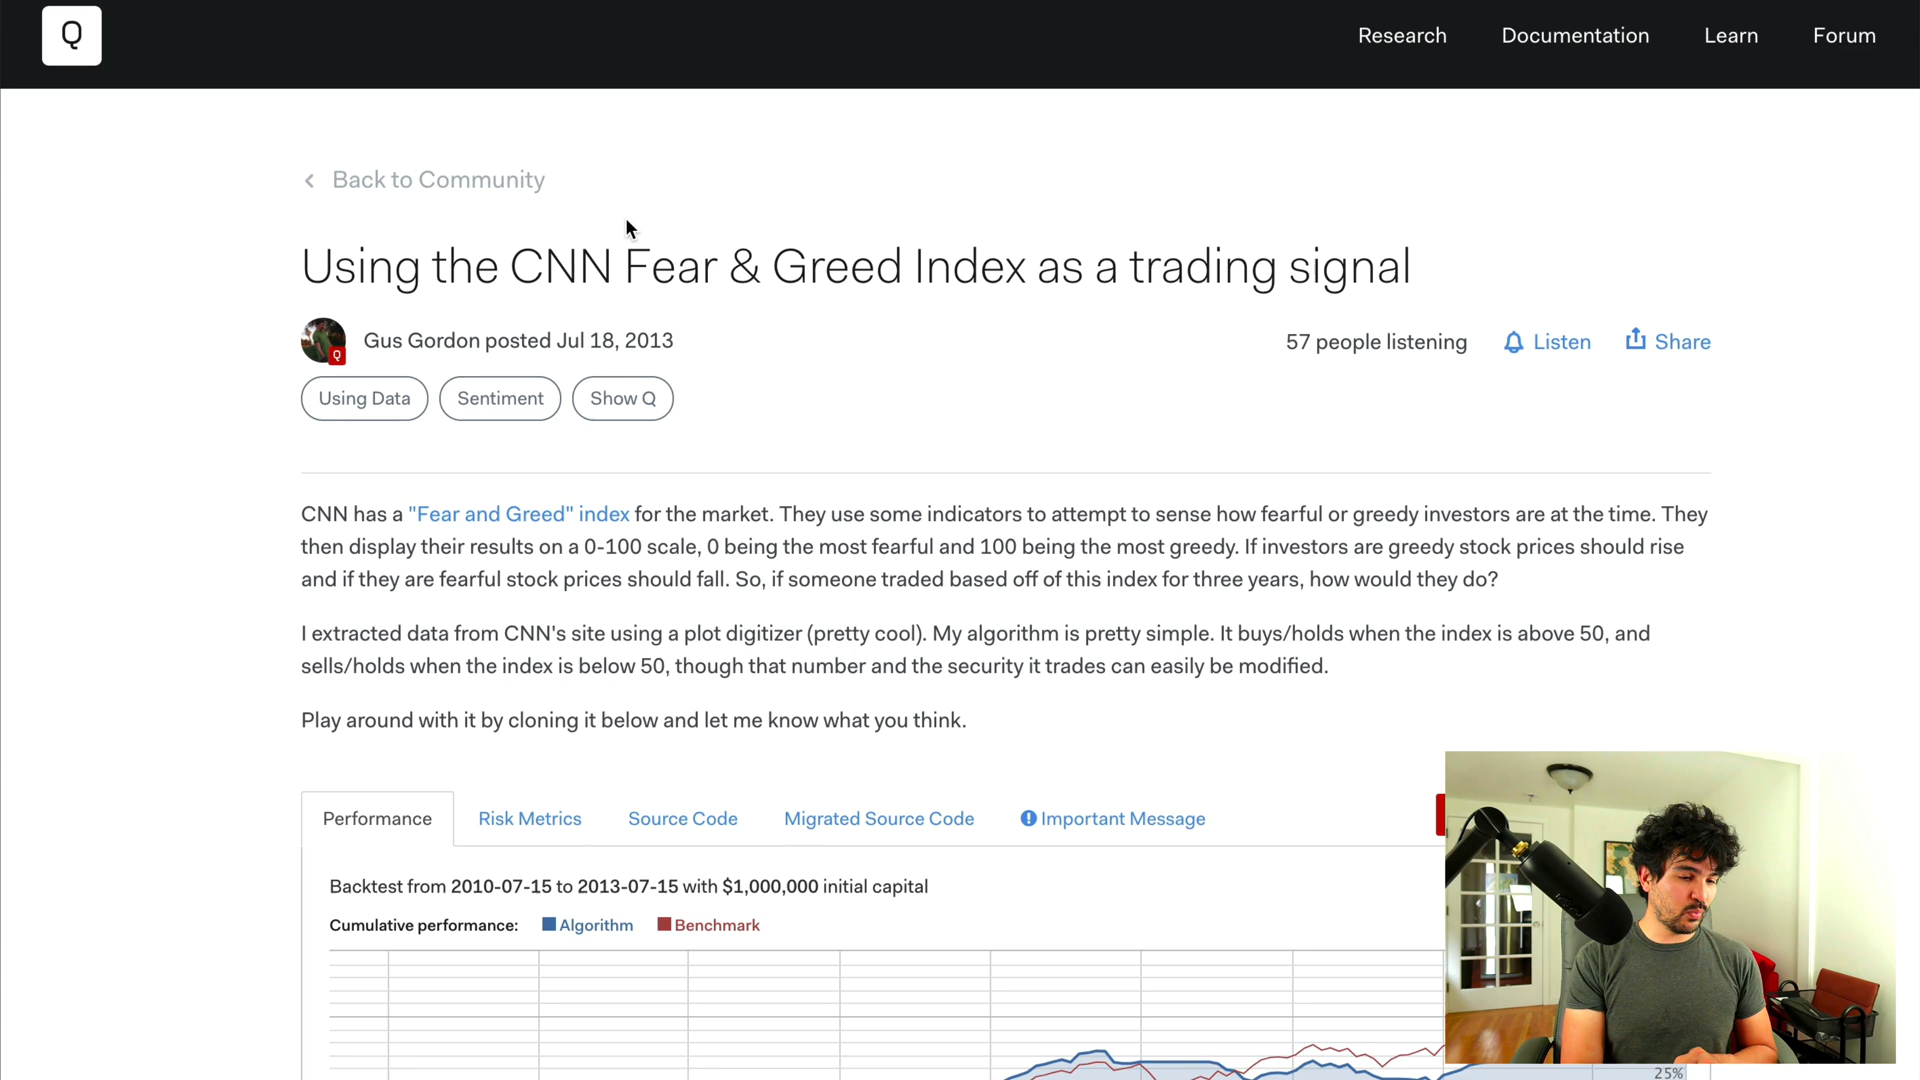 Q
Research Documentation Learn Forum
Back to Community
Using the CNN Fear & Greed Index as a trading signal
Q
Gus Gordon posted Jul 18, 2013
57 people listening Listen Share
Using Data Sentiment Show Q
CNN has a "Fear and Greed" index for the market. They use some indicators to attempt to sense how fearful or greedy investors are at the time. They
then display their results on a 0-100 scale, 0 being the most fearful and 100 being the most greedy. If investors are greedy stock prices should rise
and if they are fearful stock prices should fall. So, if someone traded based off of this index for three years, how would they do?
I extracted data from CNN's site using a plot digitizer (pretty cool). My algorithm is pretty simple. It buys/holds when the index is above 50, and
sells/holds when the index is below 50, though that number and the security it trades can easily be modified.
Play around with it by cloning it below and let me know what you think.
Performance Risk Metrics Source Code Migrated Source Code Important Message
Backtest from 2010-07-15 to 2013-07-15 with $1,000,000 initial capital
Cumulative performance: Algorithm Benchmark
25%